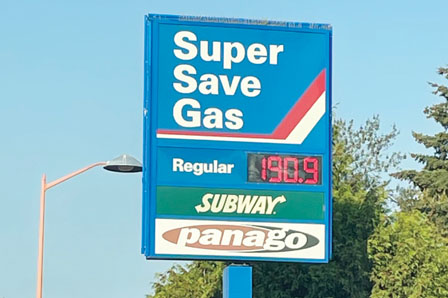 Super
Save
Gas
Regular 190.9
SUBWAY
panago